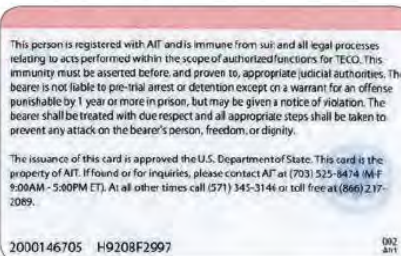 This person is registered with AIT and is immune from suit and all legal processes
relating to acts performed within the scope of authorized functions for TECO. This
immunity must be asserted before, and proven to, appropriate judicial authorities. The
bearer is not liable to pre-trial arrest or detention except on a warrant for an offense
punishable by 1 year or more in prison, but may be given a notice of violation. The
bearer shall be treated with due respect and all appropriate steps shall be taken to
prevent any attack on the bearer's person, freedom, or dignity.
The issuance of this card is approved the U.S. Department of State. This card is the
property of AIT. If found or for inquiries, please contact AIT at (703) 525-8474 (M-F
9:00AM - 5:00PM ET). At all other times call (571) 345-3146 or toll free at (866) 217-
2089.
2000146705 H9208F2997
002